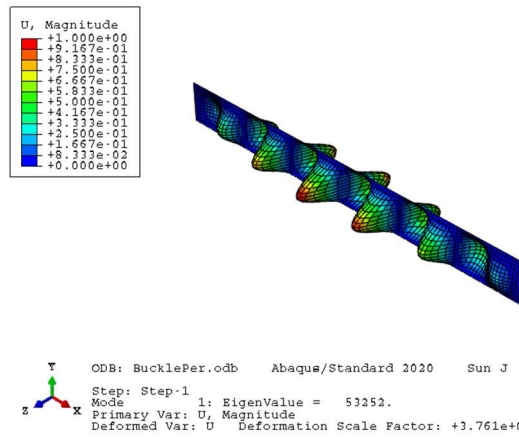 U, Magnitude
+1.000e+00
+9.167e-01
+8.333e-01
+7.500e-01
+6.667e-01
+5.833e-01
+5.000e-01
+4.167e-01
+3.333e-01
+2.500e-01
+1.667e-01
+8.333e-02
+0.000e+00
Y
Z
X
ODB: BucklePer.odb Abaqus/Standard 2020 Sun J
Step: Step-1
Mode 1: EigenValue = 53252.
Primary Var: U, Magnitude
Deformed Var: U Deformation Scale Factor: +3.761e+0